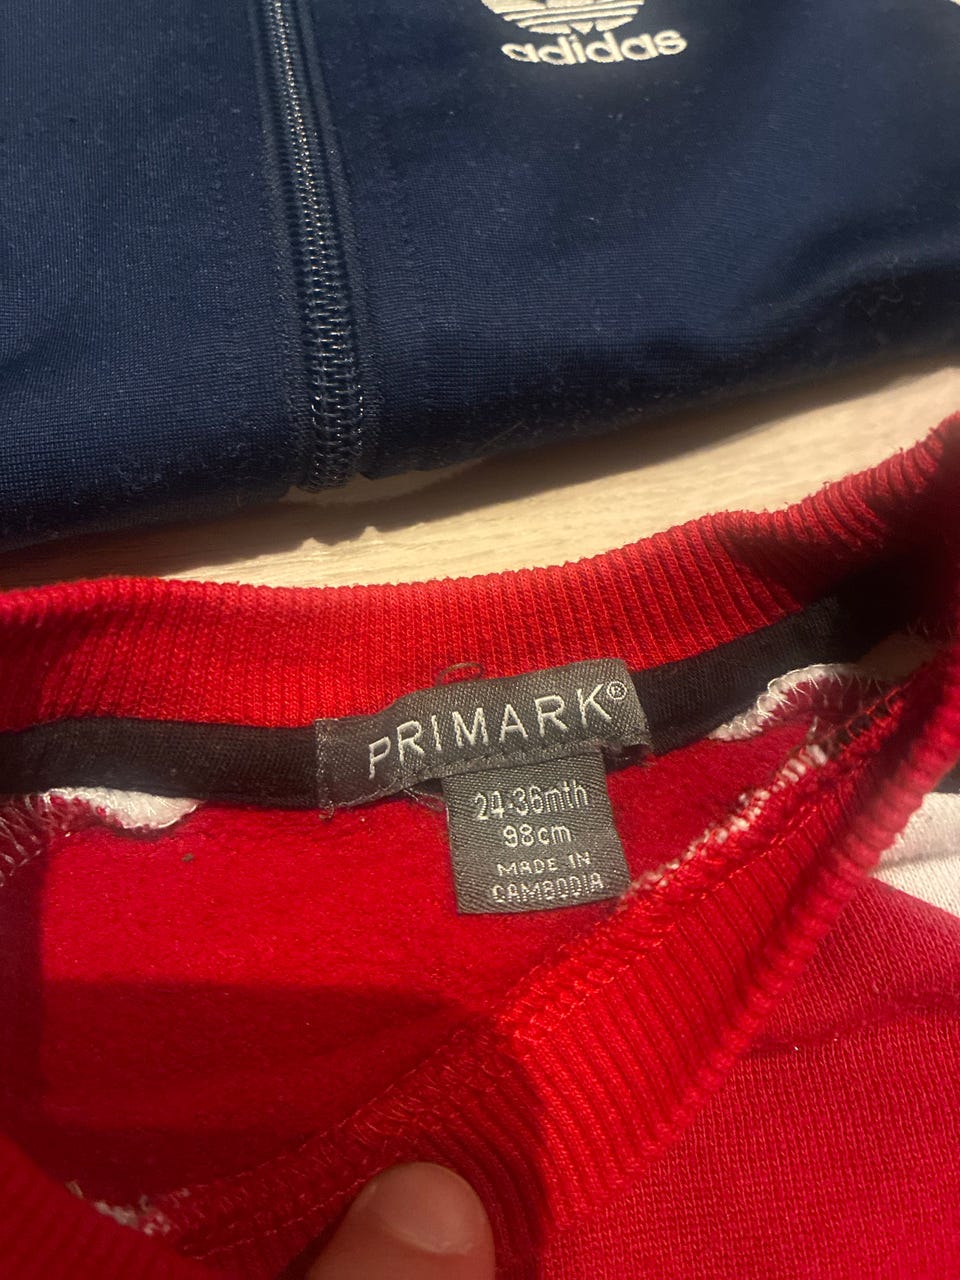 adidas
PRIMARK®
24-36mth
98cm
MADE IN
CAMBODIA